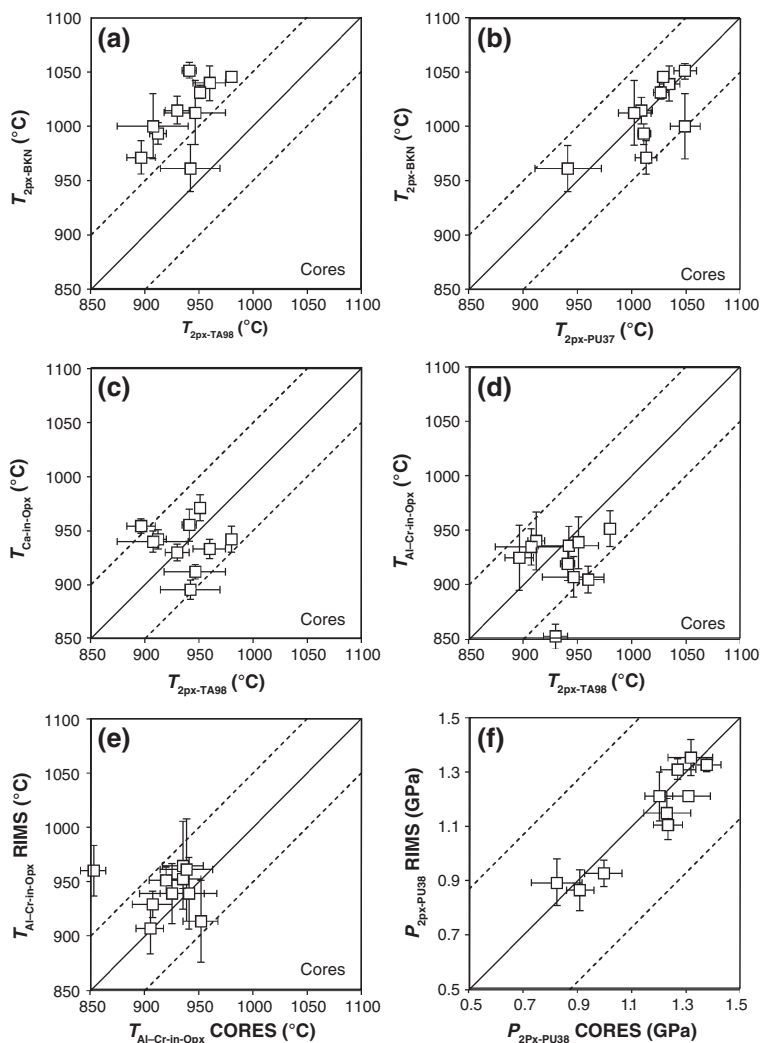 (a)
1100
1050
1000
950
900
850
T2px-BKN (°C)
Cores
850 900 950 1000 1050 1100
T2px-TA98 (°C)
(b)
1100
1050
1000
950
900
850
T2px-BKN (°C)
Cores
850 900 950 1000 1050 1100
T2px-PU37 (°C)
(c)
1100
1050
1000
950
900
850
TCa-in-Opx (°C)
Cores
850 900 950 1000 1050 1100
T2px-TA98 (°C)
(d)
1100
1050
1000
950
900
850
TAl–Cr-in-Opx (°C)
Cores
850 900 950 1000 1050 1100
T2px-TA98 (°C)
(e)
1100
1050
1000
950
900
850
TAl–Cr-in-Opx RIMS (°C)
Cores
850 900 950 1000 1050 1100
TAl–Cr-in-Opx CORES (°C)
(f)
1.5
1.3
1.1
0.9
0.7
0.5
P2px-PU38 RIMS (GPa)
0.5 0.7 0.9 1.1 1.3 1.5
P2Px-PU38 CORES (GPa)